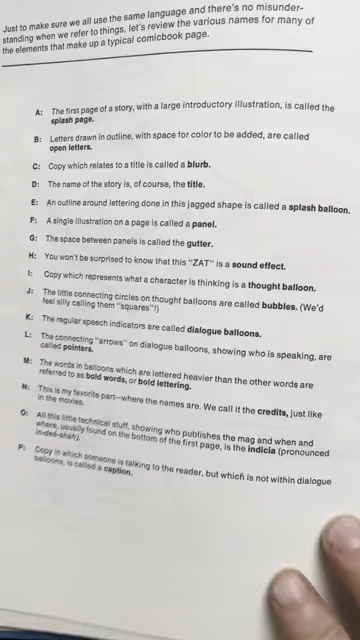 Just to make sure we all use the same language and there's no misunder-
standing when we refer to things, let's review the various names for many of
the elements that make up a typical comicbook page.
A: The first page of a story, with a large introductory illustration, is called the
splash page.
B: Letters drawn in outline, with space for color to be added, are called
open letters.
C: Copy which relates to a title is called a blurb.
D: The name of the story is, of course, the title.
E: An outline around lettering done in this jagged shape is called a splash balloon.
F: A single illustration on a page is called a panel.
G: The space between panels is called the gutter.
H: You won't be surprised to know that this "ZAT" is a sound effect.
I: Copy which represents what a character is thinking is a thought balloon.
J: The little connecting circles on thought balloons are called bubbles. (We'd
feel silly calling them "squares"!)
K: The regular speech indicators are called dialogue balloons.
L: The connecting "arrows" on dialogue balloons, showing who is speaking, are
called pointers.
M: The words in balloons which are lettered heavier than the other words are
referred to as bold words, or bold lettering.
N: This is my favorite part—where the names are. We call it the credits, just like
in the movies.
O: All this little technical stuff, showing who publishes the mag and when and
where, usually found on the bottom of the first page, is the indicia (pronounced
in-deé-shah).
P: Copy in which someone is talking to the reader, but which is not within dialogue
balloons, is called a caption.